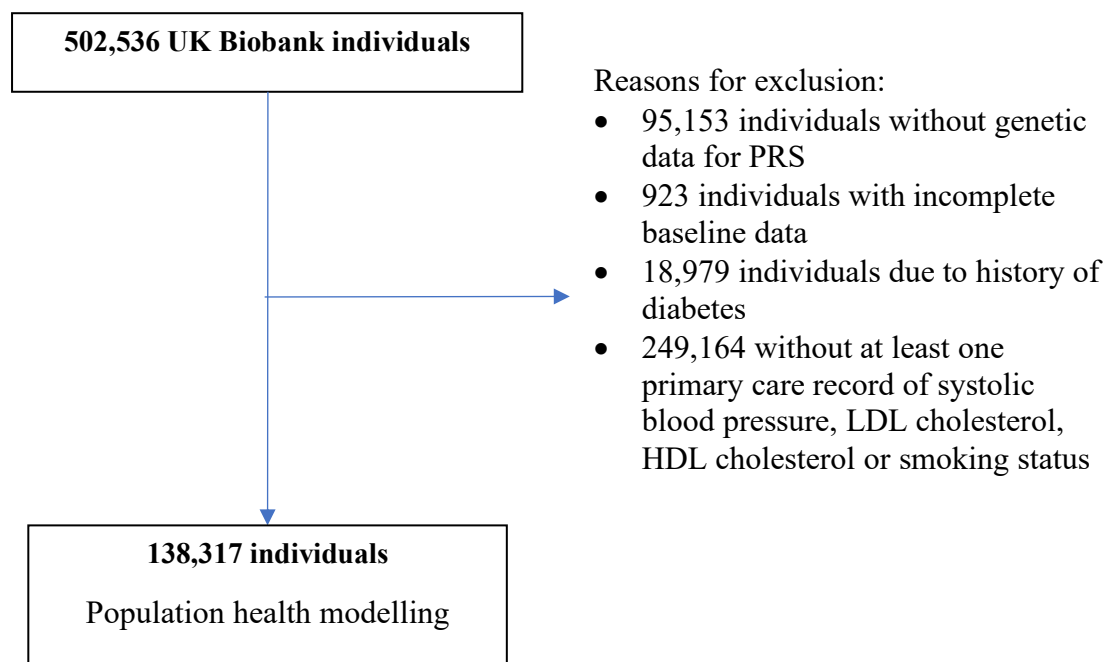 502,536 UK Biobank individuals
Reasons for exclusion:
• 95,153 individuals without genetic
data for PRS
• 923 individuals with incomplete
baseline data
• 18,979 individuals due to history of
diabetes
• 249,164 without at least one
primary care record of systolic
blood pressure, LDL cholesterol,
HDL cholesterol or smoking status
138,317 individuals
Population health modelling